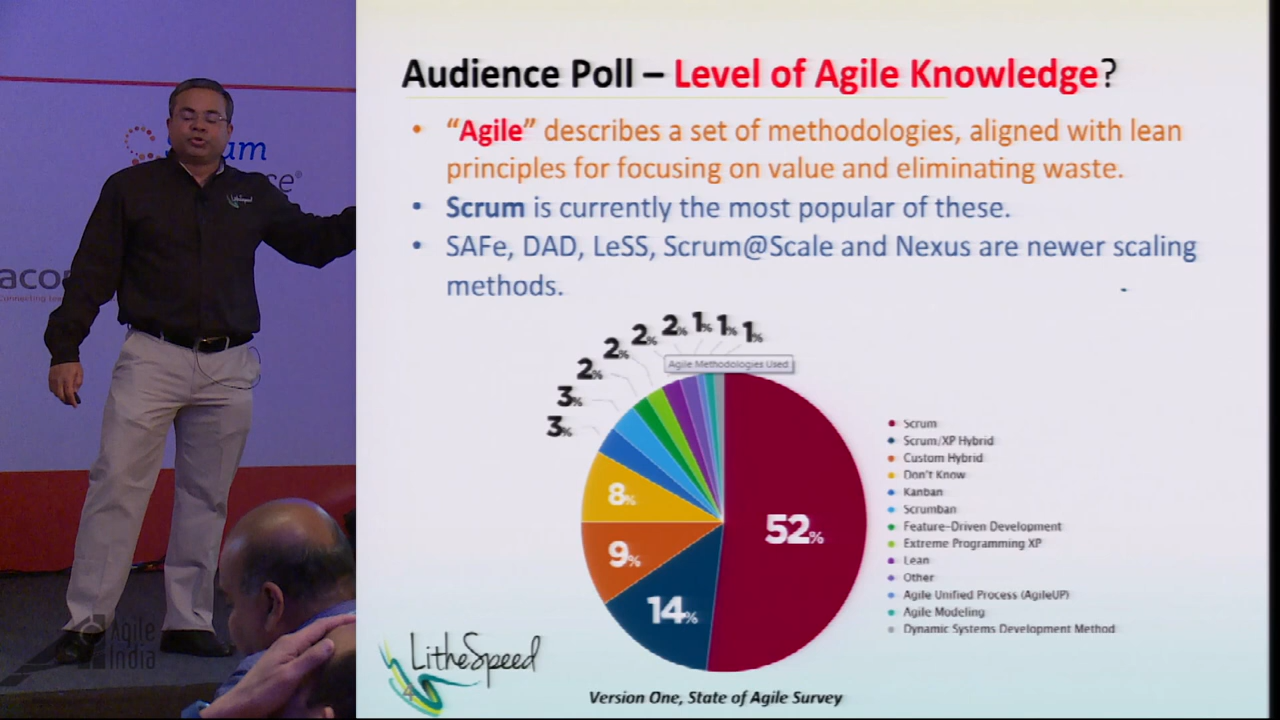 Audience Poll – Level of Agile Knowledge?
• “Agile” describes a set of methodologies, aligned with lean
principles for focusing on value and eliminating waste.
• Scrum is currently the most popular of these.
• SAFe, DAD, LeSS, Scrum@Scale and Nexus are newer scaling
methods.
3%
3%
2%
2%
2%
2%
1%
1%
1%
Agile Methodologies Used
8%
9%
14%
52%
Scrum
Scrum/XP Hybrid
Custom Hybrid
Don't Know
Kanban
Scrumban
Feature-Driven Development
Extreme Programming XP
Lean
Other
Agile Unified Process (AgileUP)
Agile Modeling
Dynamic Systems Development Method
LitheSpeed
4
Version One, State of Agile Survey
LitheSpeed
Agile
India